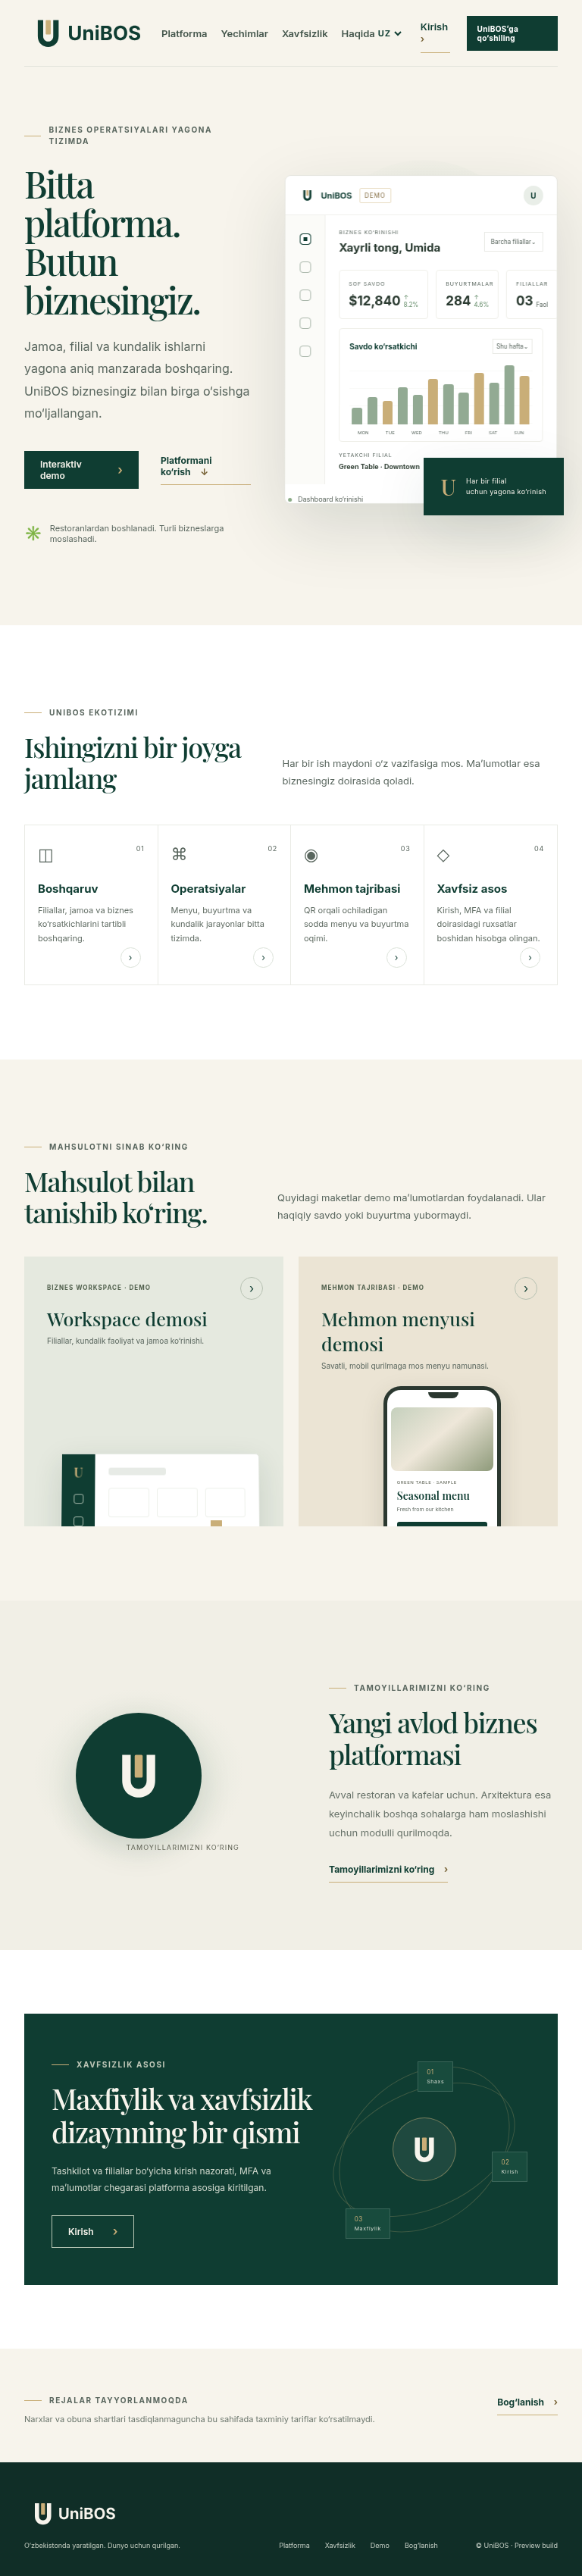 UniBOS
Platforma Yechimlar Xavfsizlik Haqida UZ
Kirish ›
UniBOS’ga
qo‘shiling
BIZNES OPERATSIYALARI YAGONA
TIZIMDA
Bitta
platforma.
Butun
biznesingiz.
Jamoa, filial va kundalik ishlarni
yagona aniq manzarada boshqaring.
UniBOS biznesingiz bilan birga o‘sishga
mo‘ljallangan.
Interaktiv
demo ›
Platformani
ko‘rish ↓
Restoranlardan boshlanadi. Turli bizneslarga
moslashadi.
UniBOS DEMO U
BIZNES KO‘RINISHI
Xayrli tong, Umida
Barcha filiallar
SOF SAVDO
$12,840 ↑ 8.2%
BUYURTMALAR
284 ↑ 4.6%
FILIALLAR
03 Faol
Savdo ko‘rsatkichi
Shu hafta
MON TUE WED THU FRI SAT SUN
YETAKCHI FILIAL
Green Table · Downtown
Dashboard ko‘rinishi
U
Har bir filial
uchun yagona ko‘rinish
UNIBOS EKOTIZIMI
Ishingizni bir joyga
jamlang
Har bir ish maydoni o‘z vazifasiga mos. Ma’lumotlar esa
biznesingiz doirasida qoladi.
01
Boshqaruv
Filiallar, jamoa va biznes
ko‘rsatkichlarini tartibli
boshqaring.
›
02
Operatsiyalar
Menyu, buyurtma va
kundalik jarayonlar bitta
tizimda.
›
03
Mehmon tajribasi
QR orqali ochiladigan
sodda menyu va buyurtma
oqimi.
›
04
Xavfsiz asos
Kirish, MFA va filial
doirasidagi ruxsatlar
boshidan hisobga olingan.
›
MAHSULOTNI SINAB KO‘RING
Mahsulot bilan
tanishib ko‘ring.
Quyidagi maketlar demo ma’lumotlardan foydalanadi. Ular
haqiqiy savdo yoki buyurtma yubormaydi.
BIZNES WORKSPACE · DEMO ›
Workspace demosi
Filiallar, kundalik faoliyat va jamoa ko‘rinishi.
U
MEHMON TAJRIBASI · DEMO ›
Mehmon menyusi
demosi
Savatli, mobil qurilmaga mos menyu namunasi.
GREEN TABLE · SAMPLE
Seasonal menu
Fresh from our kitchen
TAMOYILLARIMIZNI KO‘RING
TAMOYILLARIMIZNI KO‘RING
Yangi avlod biznes
platformasi
Avval restoran va kafelar uchun. Arxitektura esa
keyinchalik boshqa sohalarga ham moslashishi
uchun modulli qurilmoqda.
Tamoyillarimizni ko‘ring ›
XAVFSIZLIK ASOSI
Maxfiylik va xavfsizlik
dizaynning bir qismi
Tashkilot va filiallar bo‘yicha kirish nazorati, MFA va
ma’lumotlar chegarasi platforma asosiga kiritilgan.
Kirish ›
01
Shaxs
02
Kirish
03
Maxfiylik
REJALAR TAYYORLANMOQDA
Narxlar va obuna shartlari tasdiqlanmaguncha bu sahifada taxminiy tariflar ko‘rsatilmaydi.
Bog‘lanish ›
UniBOS
O‘zbekistonda yaratilgan. Dunyo uchun qurilgan.
Platforma Xavfsizlik Demo Bog‘lanish
© UniBOS · Preview build